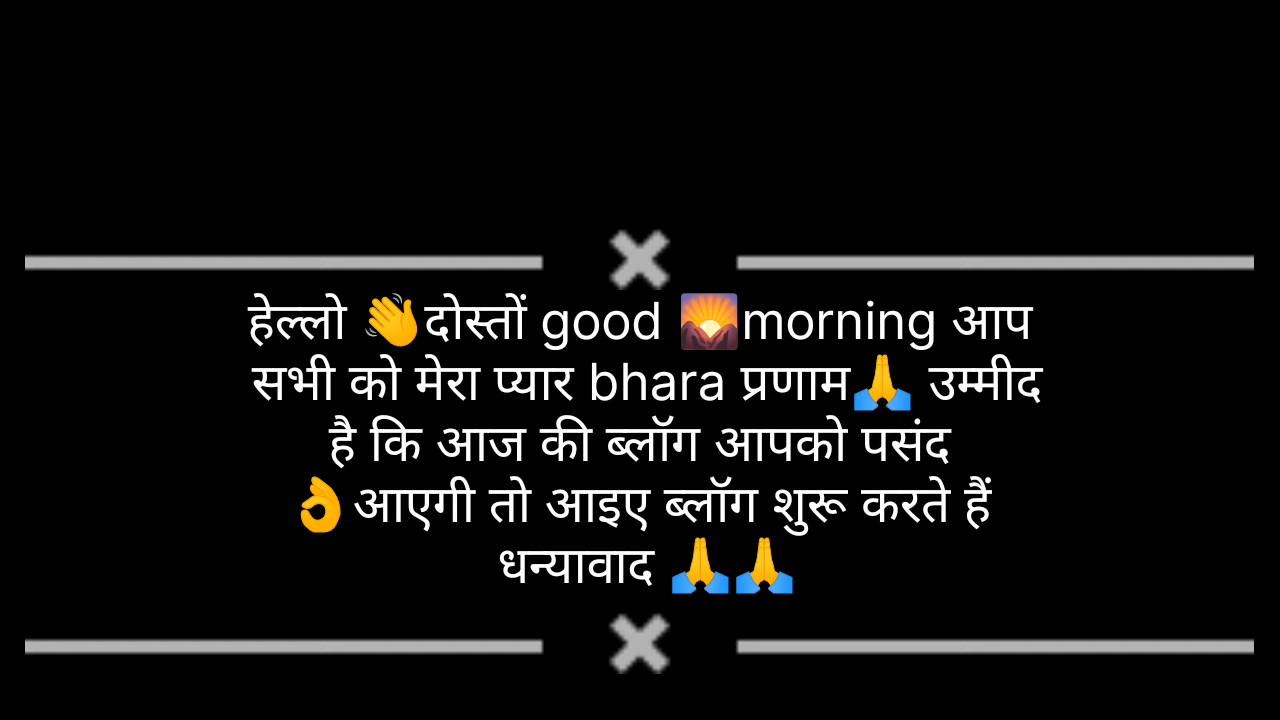 हेल्लो 👋दोस्तों good 🌄morning आप
सभी को मेरा प्यार bhara प्रणाम🙏 उम्मीद
है कि आज की ब्लॉग आपको पसंद
👌आएगी तो आइए ब्लॉग शुरू करते हैं
धन्यावाद 🙏🙏